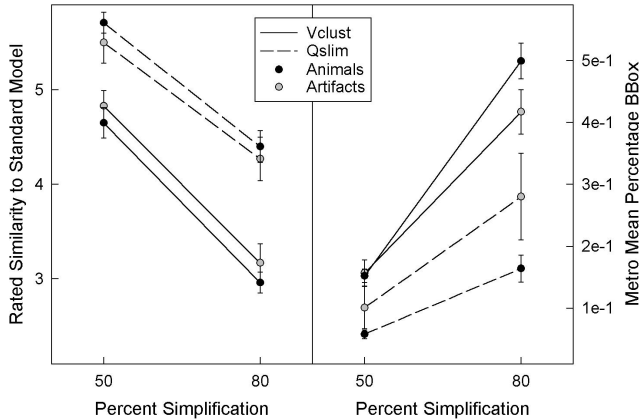 Rated Similarity to Standard Model
5
4
3
50
80
Percent Simplification
Vclust
Qslim
Animals
Artifacts
50
80
Percent Simplification
5e-1
4e-1
3e-1
2e-1
1e-1
Metro Mean Percentage BBox